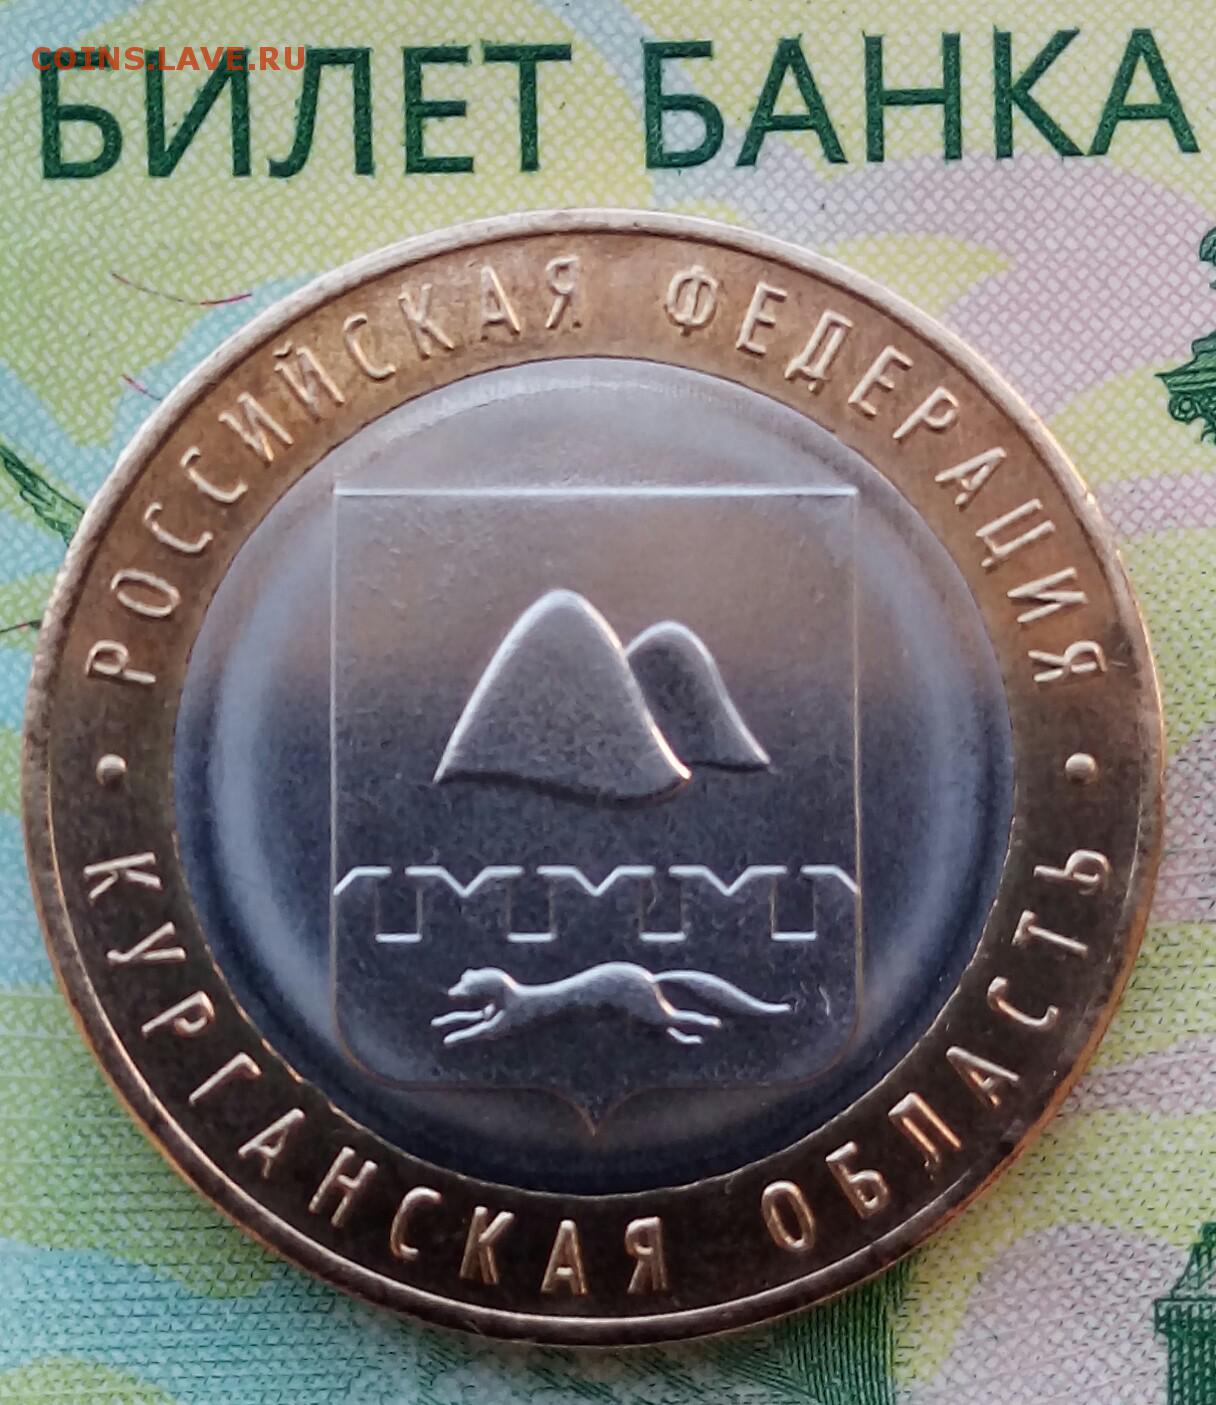 COINS.LAVE.RU
БИЛЕТ БАНКА
• РОССИЙСКАЯ ФЕДЕРАЦИЯ •
КУРГАНСКАЯ ОБЛАСТЬ